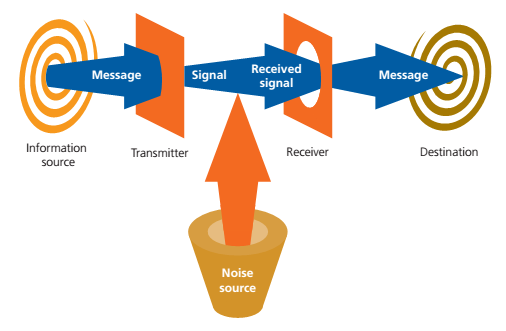 Message
Signal
Received
signal
Message
Information
source
Transmitter
Receiver
Destination
Noise
source